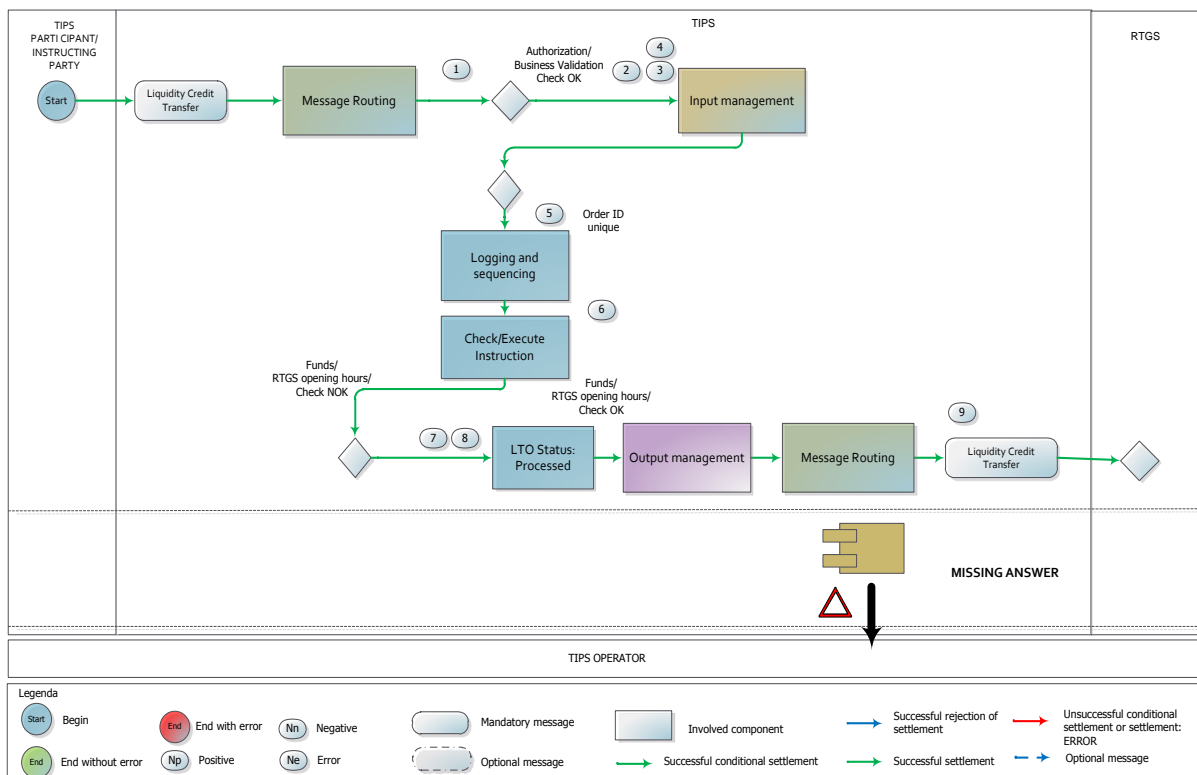 TIPS
PARTI CIPANT/
INSTRUCTING
PARTY
TIPS
RTGS
Start
Liquidity Credit
Transfer
Message Routing
1
Authorization/
Business Validation
Check OK
2
4
3
Input management
5
Order ID
unique
Logging and
sequencing
6
Check/Execute
Instruction
Funds/
RTGS opening hours/
Check NOK
Funds/
RTGS opening hours/
Check OK
7
8
LTO Status:
Processed
Output management
Message Routing
9
Liquidity Credit
Transfer
MISSING ANSWER
TIPS OPERATOR
Legenda
Start
Begin
End
End with error
Nn
Negative
Mandatory message
Involved component
Successful rejection of
settlement
Unsuccessful conditional
settlement or settlement:
ERROR
End
End without error
Np
Positive
Ne
Error
Optional message
Successful conditional settlement
Successful settlement
Optional message